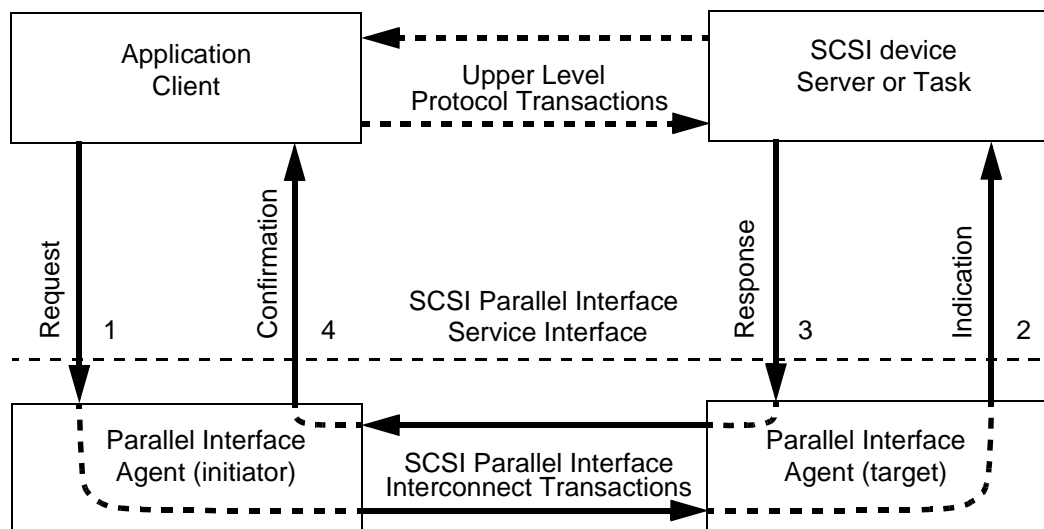 Application
Client
Upper Level
Protocol Transactions
SCSI device
Server or Task
Request
1
Confirmation
4
SCSI Parallel Interface
Service Interface
Response
3
Indication
2
Parallel Interface
Agent (initiator)
SCSI Parallel Interface
Interconnect Transactions
Parallel Interface
Agent (target)